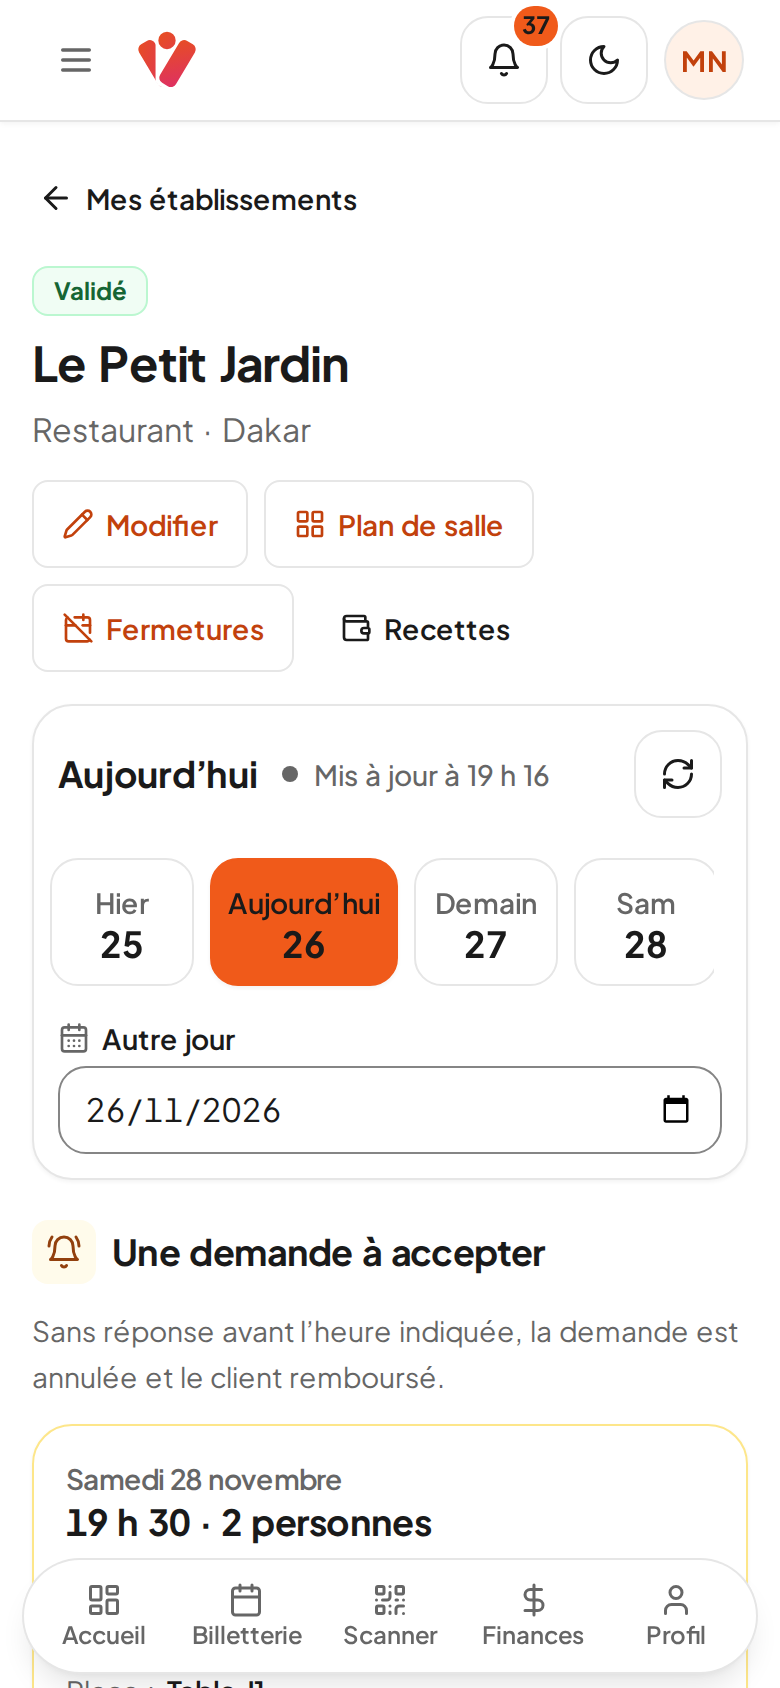 37
MN
Mes établissements
Validé
Le Petit Jardin
Restaurant · Dakar
Modifier
Plan de salle
Fermetures
Recettes
Aujourd’hui
Mis à jour à 19 h 16
Hier
25
Aujourd’hui
26
Demain
27
Sam
28
Autre jour
26/11/2026
Une demande à accepter
Sans réponse avant l’heure indiquée, la demande est
annulée et le client remboursé.
Samedi 28 novembre
19 h 30 · 2 personnes
Accueil
Billetterie
Scanner
Finances
Profil